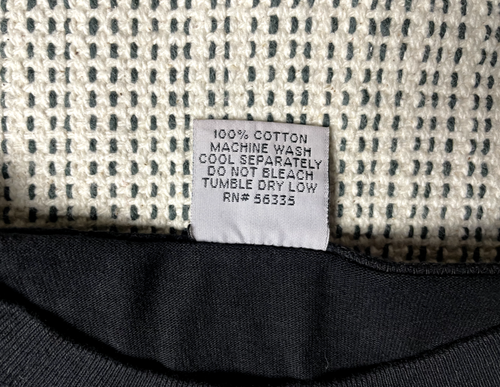 100% COTTON
MACHINE WASH
COOL SEPARATELY
DO NOT BLEACH
TUMBLE DRY LOW
RN# 56335